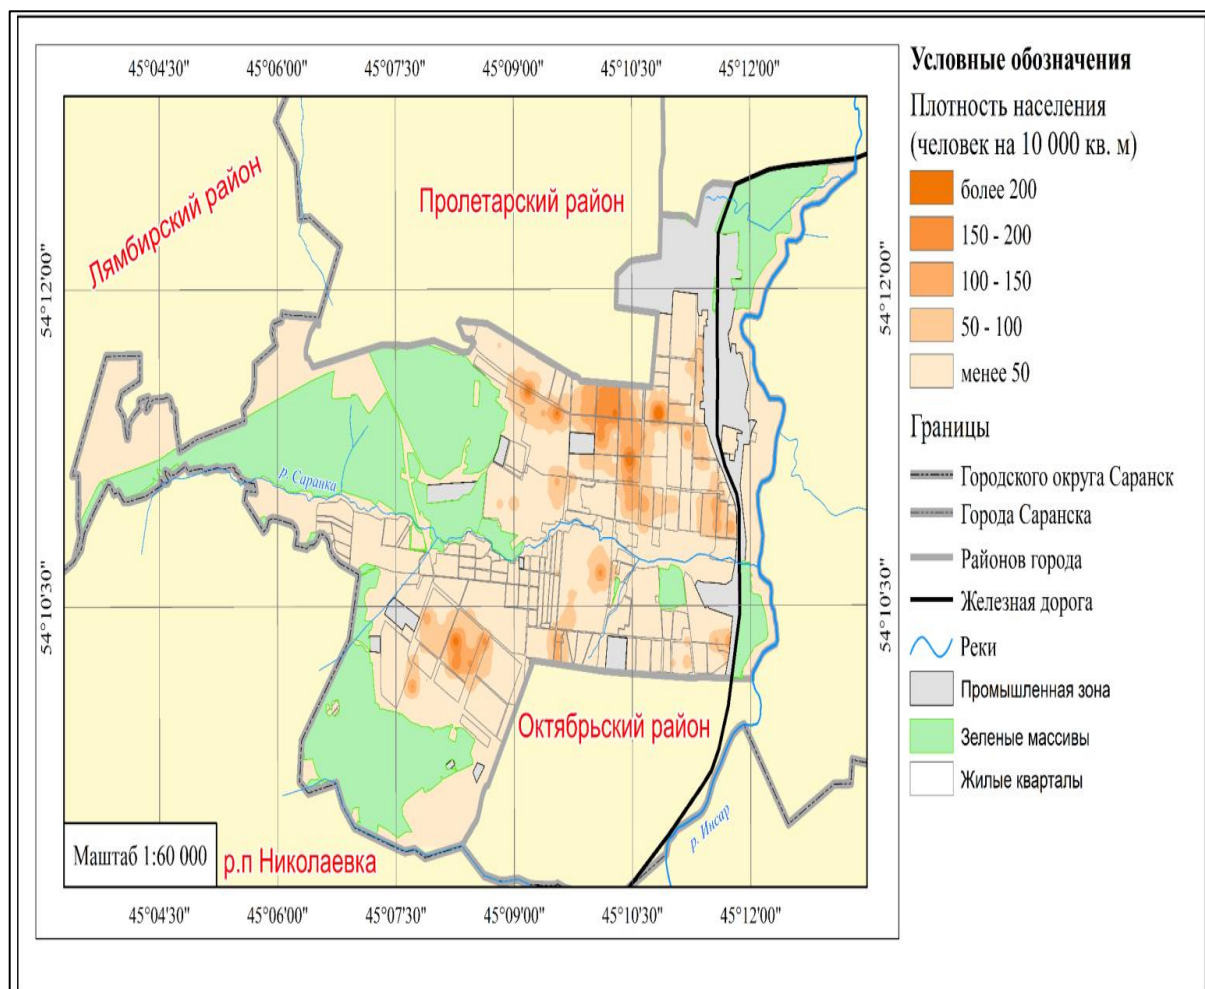 45°04'30" 45°06'00" 45°07'30" 45°09'00" 45°10'30" 45°12'00"
Лямбирский район
Пролетарский район
54°12'00" 54°12'00"
р. Саранка
54°10'30" 54°10'30"
Октябрьский район
р. Инсар
Маштаб 1:60 000
р.п Николаевка
45°04'30" 45°06'00" 45°07'30" 45°09'00" 45°10'30" 45°12'00"
Условные обозначения
Плотность населения
(человек на 10 000 кв. м)
более 200
150 - 200
100 - 150
50 - 100
менее 50
Границы
Городского округа Саранск
Города Саранска
Районов города
Железная дорога
Реки
Промышленная зона
Зеленые массивы
Жилые кварталы